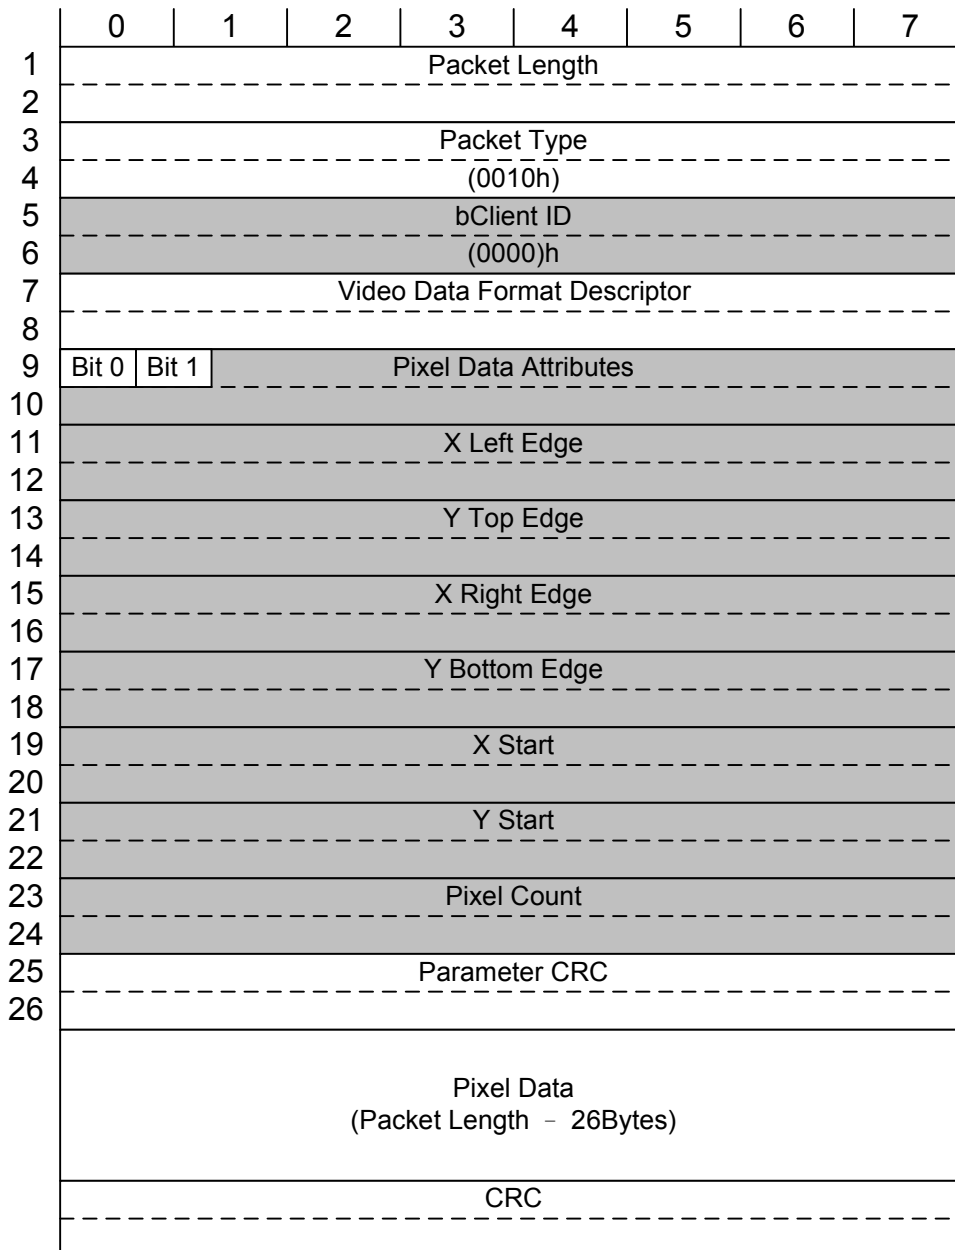 0 1 2 3 4 5 6 7
1 Packet Length
2
3 Packet Type
4 (0010h)
5 bClient ID
6 (0000)h
7 Video Data Format Descriptor
8
9 Bit 0 Bit 1 Pixel Data Attributes
10
11 X Left Edge
12
13 Y Top Edge
14
15 X Right Edge
16
17 Y Bottom Edge
18
19 X Start
20
21 Y Start
22
23 Pixel Count
24
25 Parameter CRC
26
Pixel Data
(Packet Length - 26Bytes)
CRC